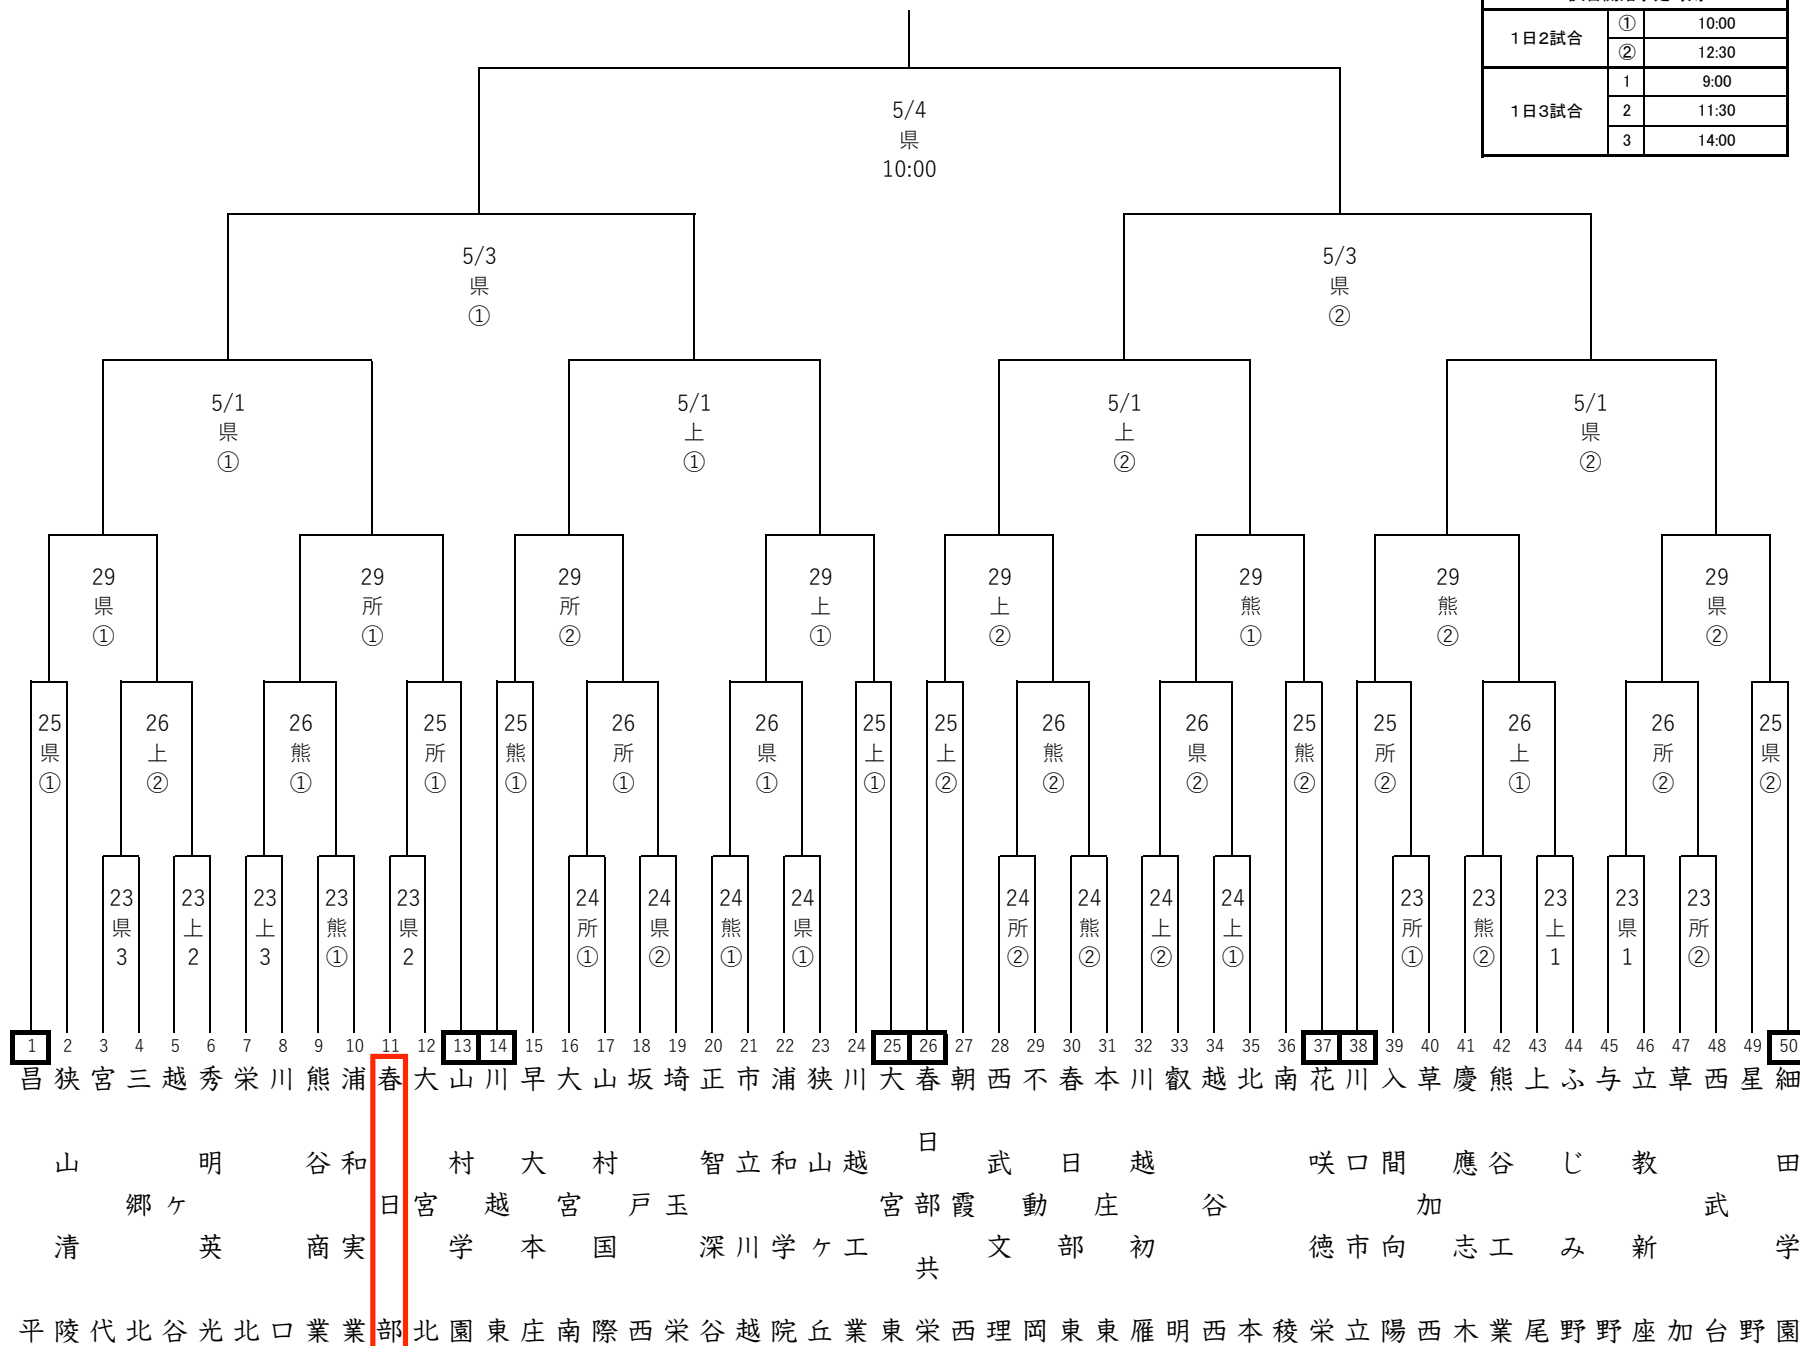 1日2試合 ① 10:00
② 12:30
1日3試合 1 9:00
2 11:30
3 14:00
5/4
県
10:00
5/3
県
①
5/3
県
②
5/1
県
①
5/1
上
①
5/1
上
②
5/1
県
②
29
県
①
29
所
①
29
所
②
29
上
①
29
上
②
29
熊
①
29
熊
②
29
県
②
25
県
①
26
上
②
26
熊
①
25
所
①
25
熊
①
26
所
①
26
県
①
25
上
①
25
上
②
26
熊
②
26
県
②
25
熊
②
25
所
②
26
上
①
26
所
②
25
県
②
23
県
3
23
上
2
23
上
3
23
熊
①
23
県
2
24
所
①
24
県
②
24
熊
①
24
県
①
24
所
②
24
熊
②
24
上
②
24
上
①
23
所
①
23
熊
②
23
上
1
23
県
1
23
所
②
1 昌平
2 狭山清陵
3 宮代
4 三郷北
5 越ケ谷
6 秀明英光
7 栄北
8 川口
9 熊谷商業
10 浦和実業
11 春日部
12 大宮北
13 山村学園
14 川越東
15 早大本庄
16 大宮南
17 山村国際
18 坂戸西
19 埼玉栄
20 正智深谷
21 市立川越
22 浦和学院
23 狭山ケ丘
24 川越工業
25 大宮東
26 春日部共栄
27 朝霞西
28 西武文理
29 不動岡
30 春日部東
31 本庄東
32 川越初雁
33 叡明
34 越谷西
35 北本
36 南稜
37 花咲徳栄
38 川口市立
39 入間向陽
40 草加西
41 慶應志木
42 熊谷工業
43 上尾
44 ふじみ野
45 与野
46 立教新座
47 草加
48 西武台
49 星野
50 細田学園